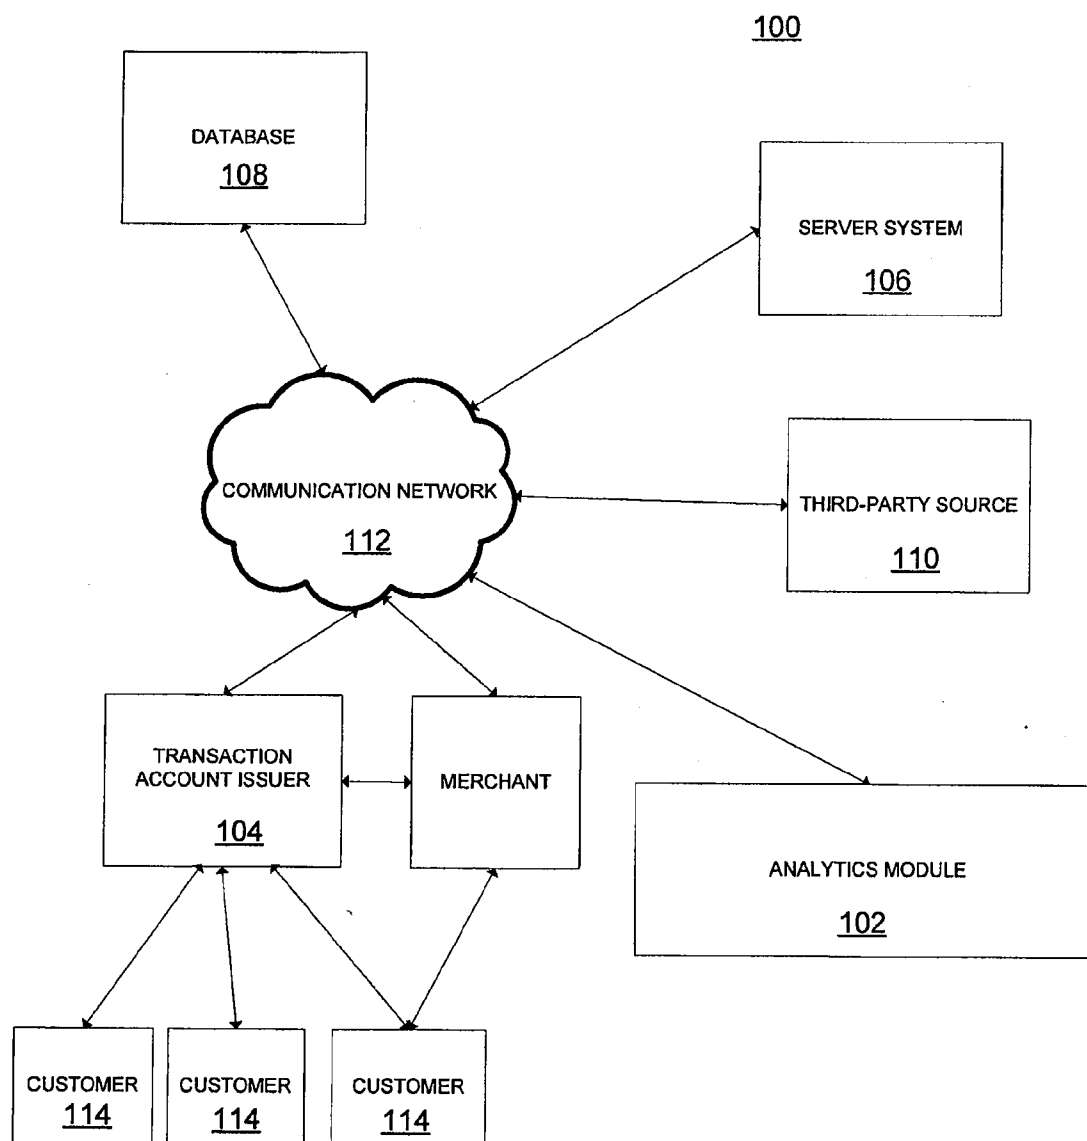 100
DATABASE
108
SERVER SYSTEM
106
COMMUNICATION NETWORK
112
THIRD-PARTY SOURCE
110
TRANSACTION
ACCOUNT ISSUER
104
MERCHANT
ANALYTICS MODULE
102
CUSTOMER
114
CUSTOMER
114
CUSTOMER
114